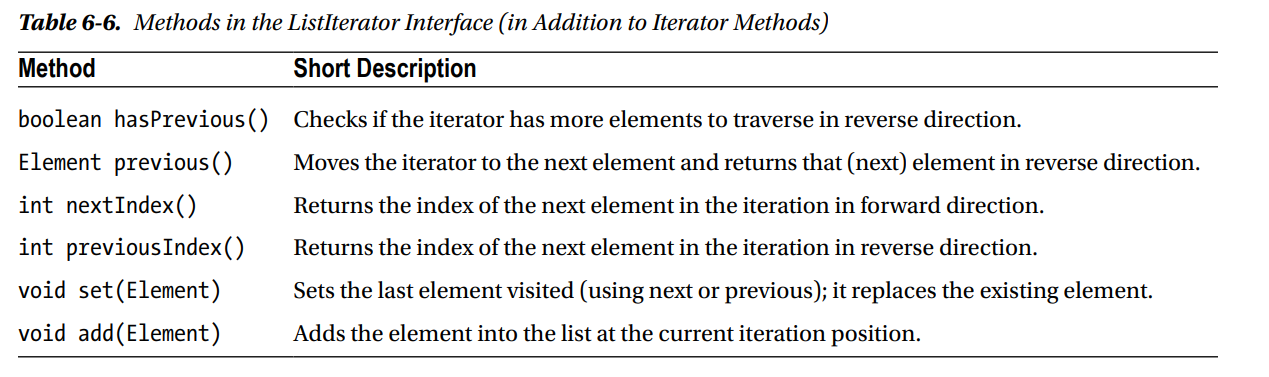 Table 6-6. Methods in the ListIterator Interface (in Addition to Iterator Methods)
Method Short Description
boolean hasPrevious() Checks if the iterator has more elements to traverse in reverse direction.
Element previous() Moves the iterator to the next element and returns that (next) element in reverse direction.
int nextIndex() Returns the index of the next element in the iteration in forward direction.
int previousIndex() Returns the index of the next element in the iteration in reverse direction.
void set(Element) Sets the last element visited (using next or previous); it replaces the existing element.
void add(Element) Adds the element into the list at the current iteration position.